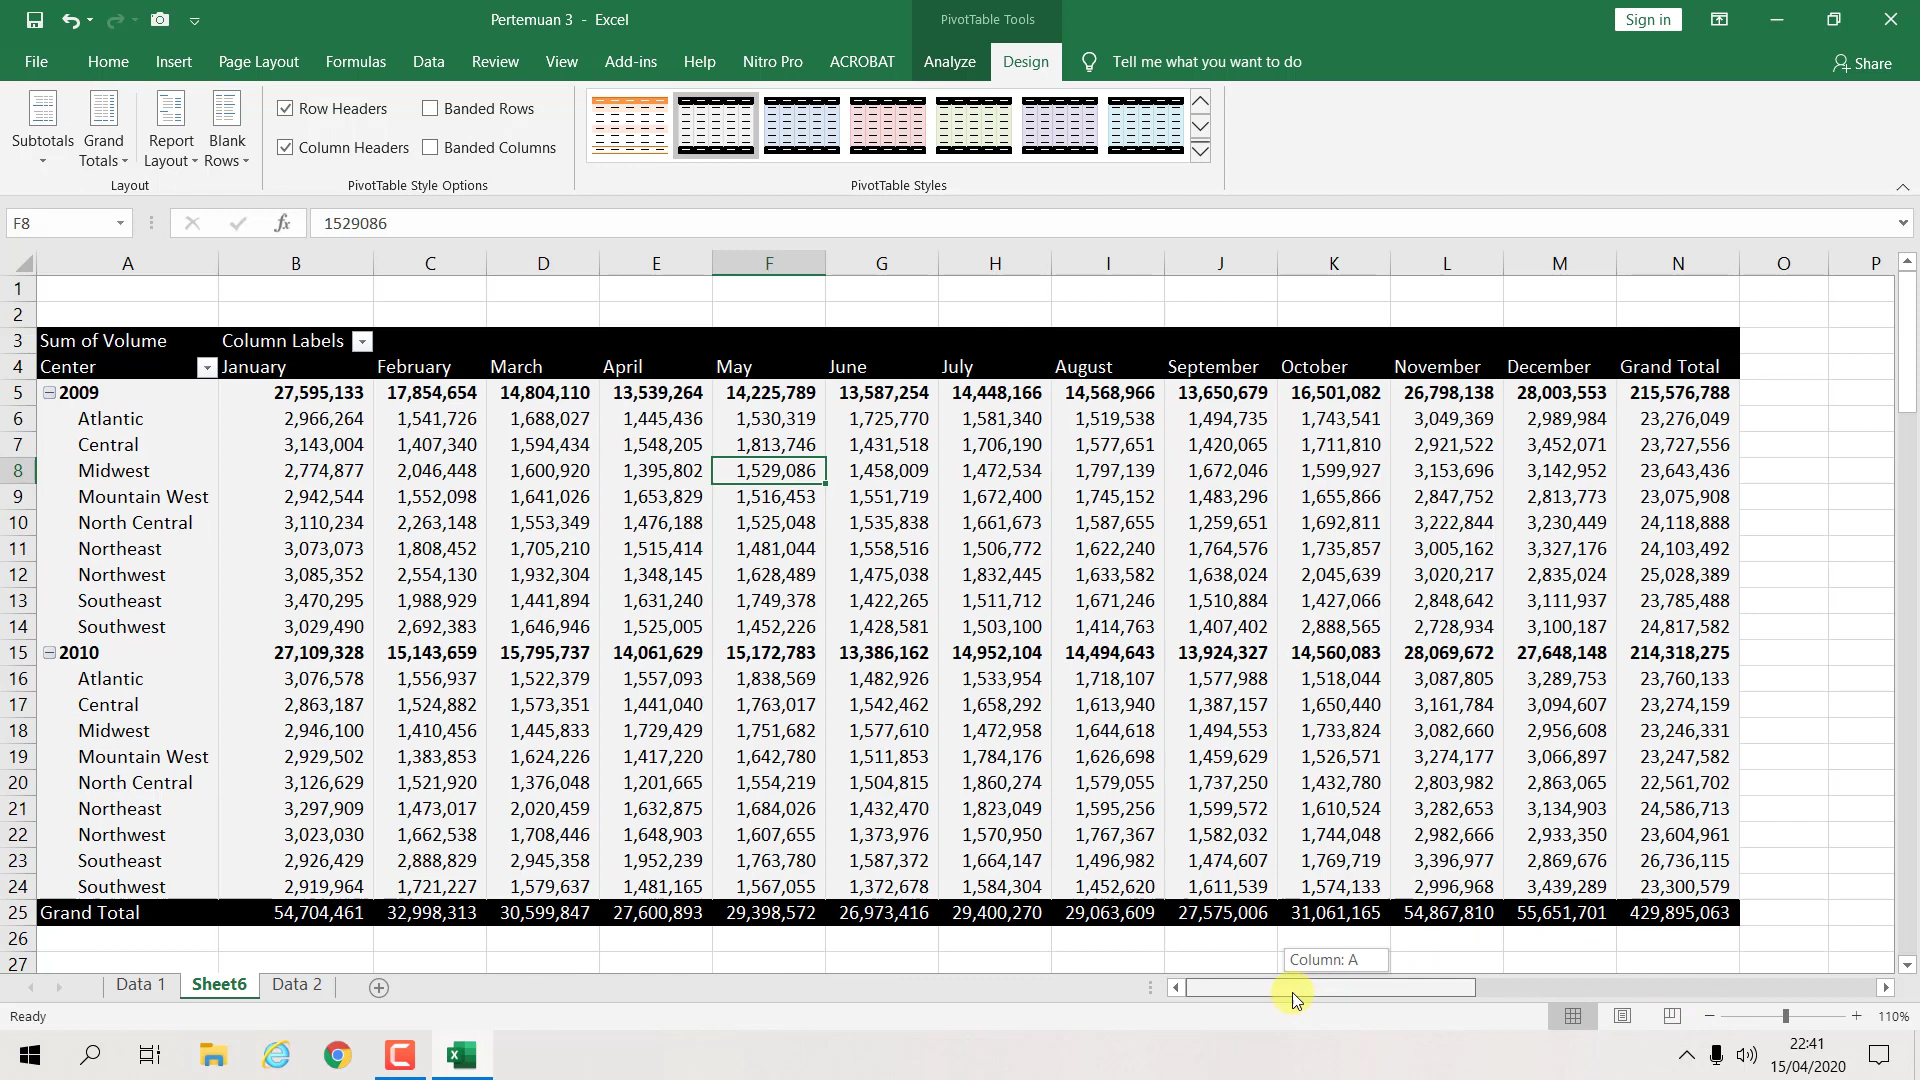 Pertemuan 3 - Excel
PivotTable Tools
Sign in
File Home Insert Page Layout Formulas Data Review View Add-ins Help Nitro Pro ACROBAT Analyze Design Tell me what you want to do Share
Subtotals
Grand Totals
Report Layout
Blank Rows
Layout
Row Headers Banded Rows
Column Headers Banded Columns
PivotTable Style Options
PivotTable Styles
F8 fx 1529086
A B C D E F G H I J K L M N O P
1
2
3 Sum of Volume Column Labels
4 Center January February March April May June July August September October November December Grand Total
5 2009 27,595,133 17,854,654 14,804,110 13,539,264 14,225,789 13,587,254 14,448,166 14,568,966 13,650,679 16,501,082 26,798,138 28,003,553 215,576,788
6 Atlantic 2,966,264 1,541,726 1,688,027 1,445,436 1,530,319 1,725,770 1,581,340 1,519,538 1,494,735 1,743,541 3,049,369 2,989,984 23,276,049
7 Central 3,143,004 1,407,340 1,594,434 1,548,205 1,813,746 1,431,518 1,706,190 1,577,651 1,420,065 1,711,810 2,921,522 3,452,071 23,727,556
8 Midwest 2,774,877 2,046,448 1,600,920 1,395,802 1,529,086 1,458,009 1,472,534 1,797,139 1,672,046 1,599,927 3,153,696 3,142,952 23,643,436
9 Mountain West 2,942,544 1,552,098 1,641,026 1,653,829 1,516,453 1,551,719 1,672,400 1,745,152 1,483,296 1,655,866 2,847,752 2,813,773 23,075,908
10 North Central 3,110,234 2,263,148 1,553,349 1,476,188 1,525,048 1,535,838 1,661,673 1,587,655 1,259,651 1,692,811 3,222,844 3,230,449 24,118,888
11 Northeast 3,073,073 1,808,452 1,705,210 1,515,414 1,481,044 1,558,516 1,506,772 1,622,240 1,764,576 1,735,857 3,005,162 3,327,176 24,103,492
12 Northwest 3,085,352 2,554,130 1,932,304 1,348,145 1,628,489 1,475,038 1,832,445 1,633,582 1,638,024 2,045,639 3,020,217 2,835,024 25,028,389
13 Southeast 3,470,295 1,988,929 1,441,894 1,631,240 1,749,378 1,422,265 1,511,712 1,671,246 1,510,884 1,427,066 2,848,642 3,111,937 23,785,488
14 Southwest 3,029,490 2,692,383 1,646,946 1,525,005 1,452,226 1,428,581 1,503,100 1,414,763 1,407,402 2,888,565 2,728,934 3,100,187 24,817,582
15 2010 27,109,328 15,143,659 15,795,737 14,061,629 15,172,783 13,386,162 14,952,104 14,494,643 13,924,327 14,560,083 28,069,672 27,648,148 214,318,275
16 Atlantic 3,076,578 1,556,937 1,522,379 1,557,093 1,838,569 1,482,926 1,533,954 1,718,107 1,577,988 1,518,044 3,087,805 3,289,753 23,760,133
17 Central 2,863,187 1,524,882 1,573,351 1,441,040 1,763,017 1,542,462 1,658,292 1,613,940 1,387,157 1,650,440 3,161,784 3,094,607 23,274,159
18 Midwest 2,946,100 1,410,456 1,445,833 1,729,429 1,751,682 1,577,610 1,472,958 1,644,618 1,494,553 1,733,824 3,082,660 2,956,608 23,246,331
19 Mountain West 2,929,502 1,383,853 1,624,226 1,417,220 1,642,780 1,511,853 1,784,176 1,626,698 1,459,629 1,526,571 3,274,177 3,066,897 23,247,582
20 North Central 3,126,629 1,521,920 1,376,048 1,201,665 1,554,219 1,504,815 1,860,274 1,579,055 1,737,250 1,432,780 2,803,982 2,863,065 22,561,702
21 Northeast 3,297,909 1,473,017 2,020,459 1,632,875 1,684,026 1,432,470 1,823,049 1,595,256 1,599,572 1,610,524 3,282,653 3,134,903 24,586,713
22 Northwest 3,023,030 1,662,538 1,708,446 1,648,903 1,607,655 1,373,976 1,570,950 1,767,367 1,582,032 1,744,048 2,982,666 2,933,350 23,604,961
23 Southeast 2,926,429 2,888,829 2,945,358 1,952,239 1,763,780 1,587,372 1,664,147 1,496,982 1,474,607 1,769,719 3,396,977 2,869,676 26,736,115
24 Southwest 2,919,964 1,721,227 1,579,637 1,481,165 1,567,055 1,372,678 1,584,304 1,452,620 1,611,539 1,574,133 2,996,968 3,439,289 23,300,579
25 Grand Total 54,704,461 32,998,313 30,599,847 27,600,893 29,398,572 26,973,416 29,400,270 29,063,609 27,575,006 31,061,165 54,867,810 55,651,701 429,895,063
26
27
Column: A
Data 1 Sheet6 Data 2
Ready 110%
22:41
15/04/2020